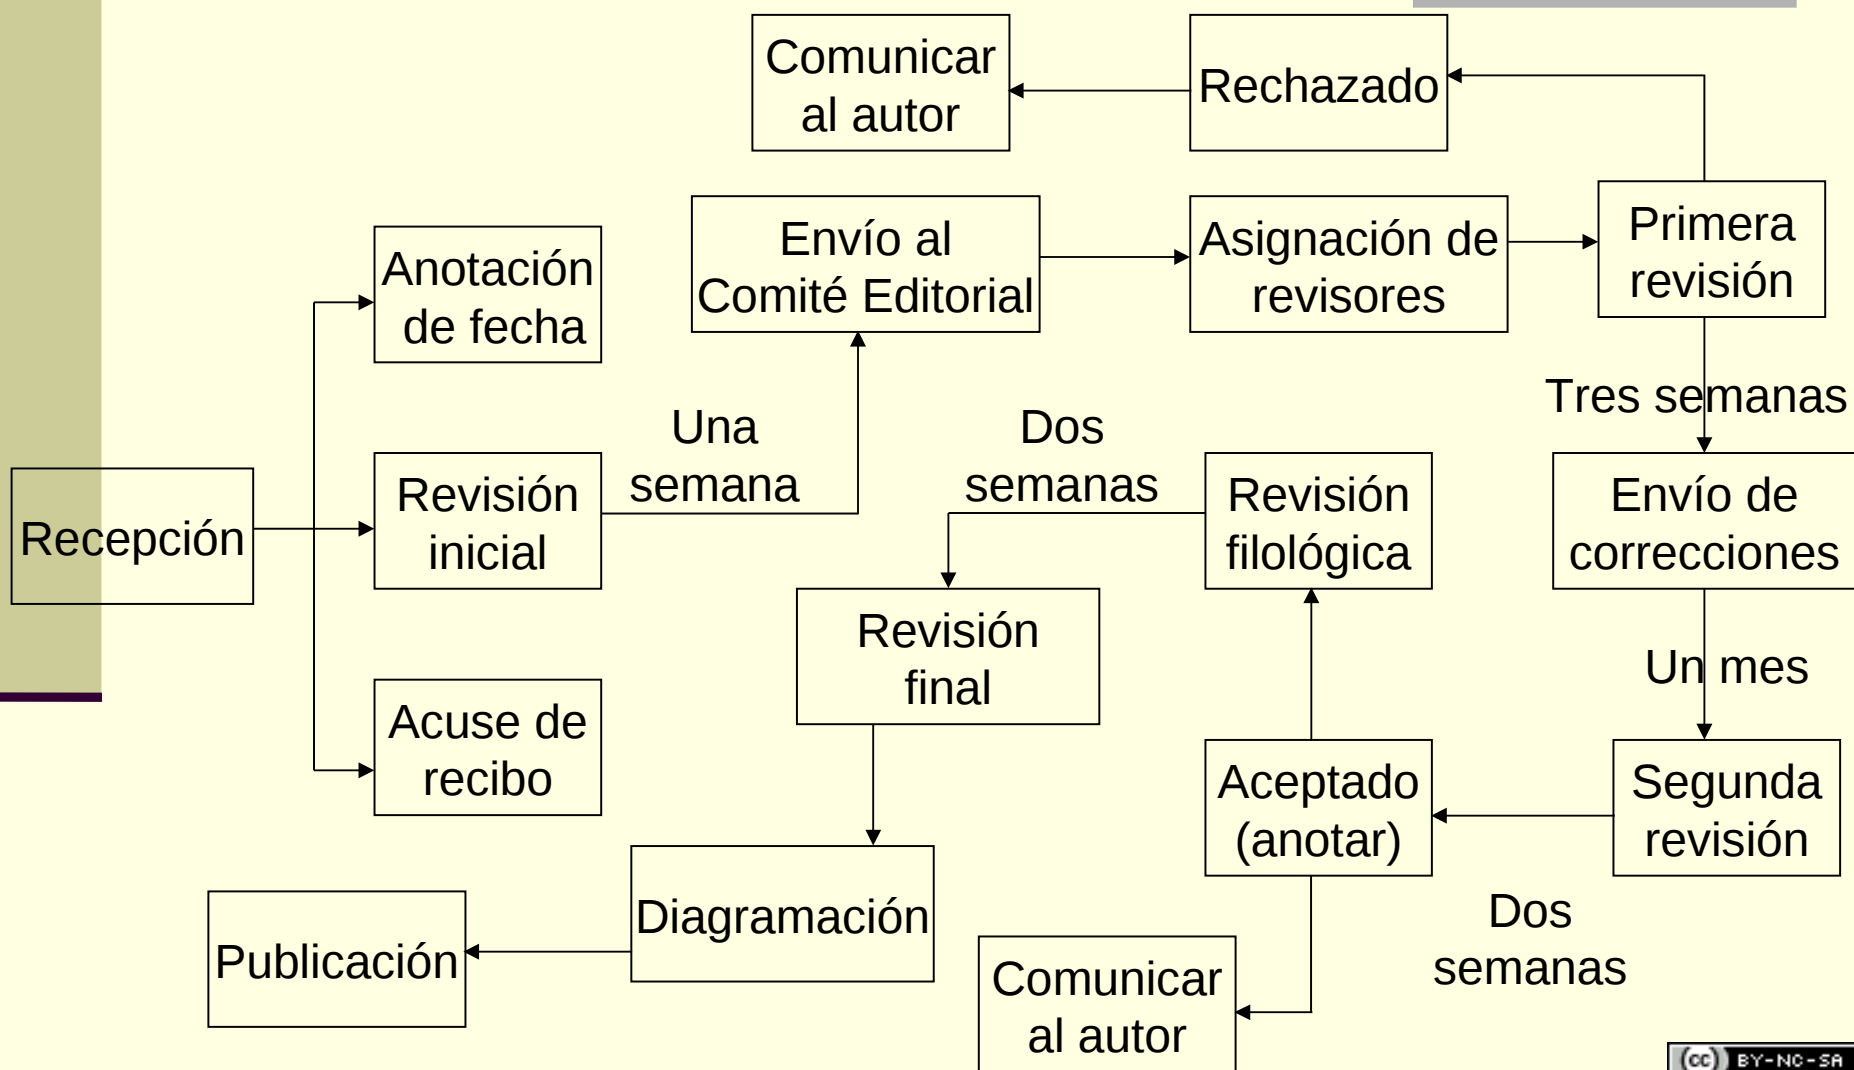 Comunicar
al autor
Rechazado
Envío al
Comité Editorial
Asignación de
revisores
Primera
revisión
Anotación
de fecha
Tres semanas
Una
semana
Dos
semanas
Recepción
Revisión
inicial
Revisión
filológica
Envío de
correcciones
Revisión
final
Un mes
Acuse de
recibo
Aceptado
(anotar)
Segunda
revisión
Publicación
Diagramación
Dos
semanas
Comunicar
al autor
(cc) BY-NC-SA